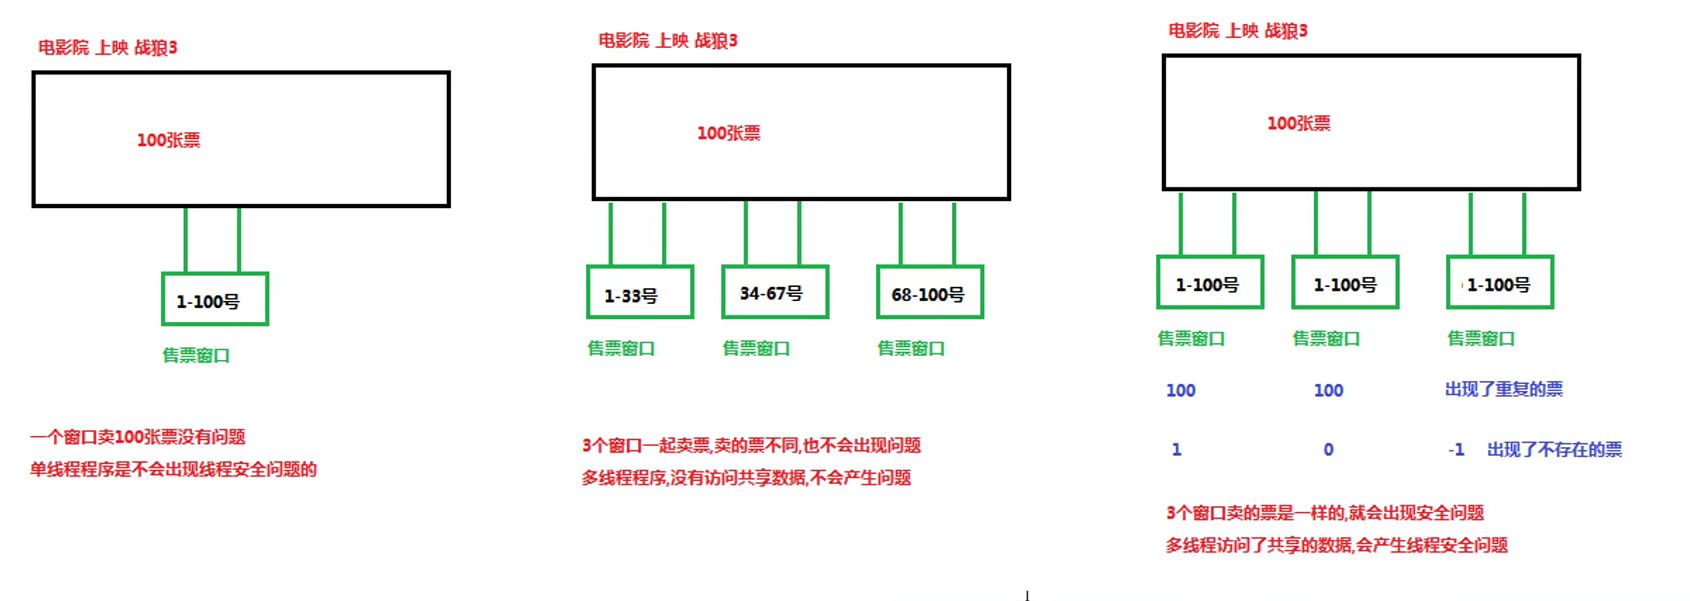 电影院 上映 战狼3
100张票
1-100号
售票窗口
一个窗口卖100张票没有问题
单线程程序是不会出现线程安全问题的
电影院 上映 战狼3
100张票
1-33号
34-67号
68-100号
售票窗口
售票窗口
售票窗口
3个窗口一起卖票,卖的票不同,也不会出现问题
多线程程序,没有访问共享数据,不会产生问题
电影院 上映 战狼3
100张票
1-100号
1-100号
1-100号
售票窗口
售票窗口
售票窗口
100 100 出现了重复的票
1 0 -1 出现了不存在的票
3个窗口卖的票是一样的,就会出现安全问题
多线程访问了共享的数据,会产生线程安全问题